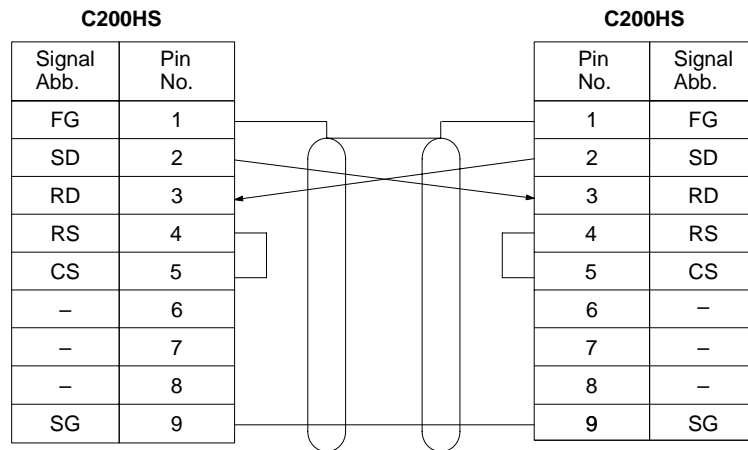 C200HS C200HS
Signal Abb. Pin No. Pin No. Signal Abb.
FG 1 1 FG
SD 2 2 SD
RD 3 3 RD
RS 4 4 RS
CS 5 5 CS
– 6 6 –
– 7 7 –
– 8 8 –
SG 9 9 SG